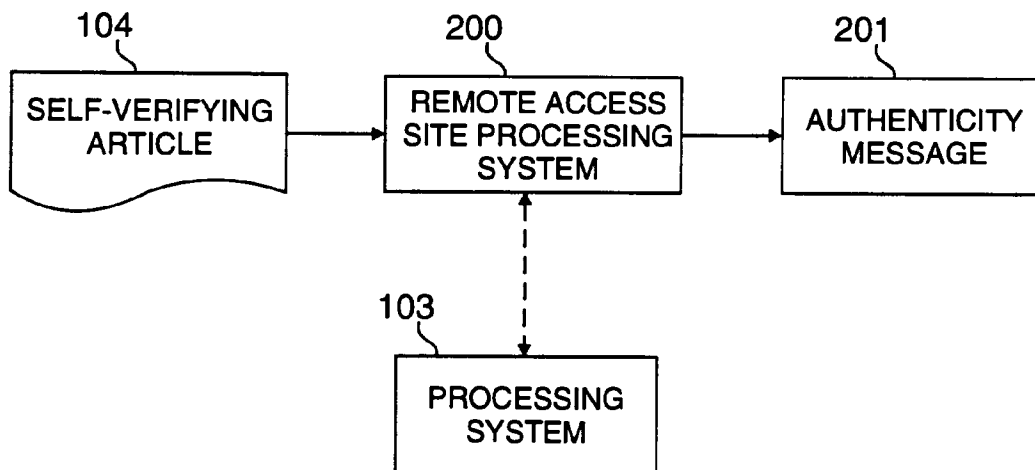 104
200
201
SELF-VERIFYING
ARTICLE
REMOTE ACCESS
SITE PROCESSING
SYSTEM
AUTHENTICITY
MESSAGE
103
PROCESSING
SYSTEM